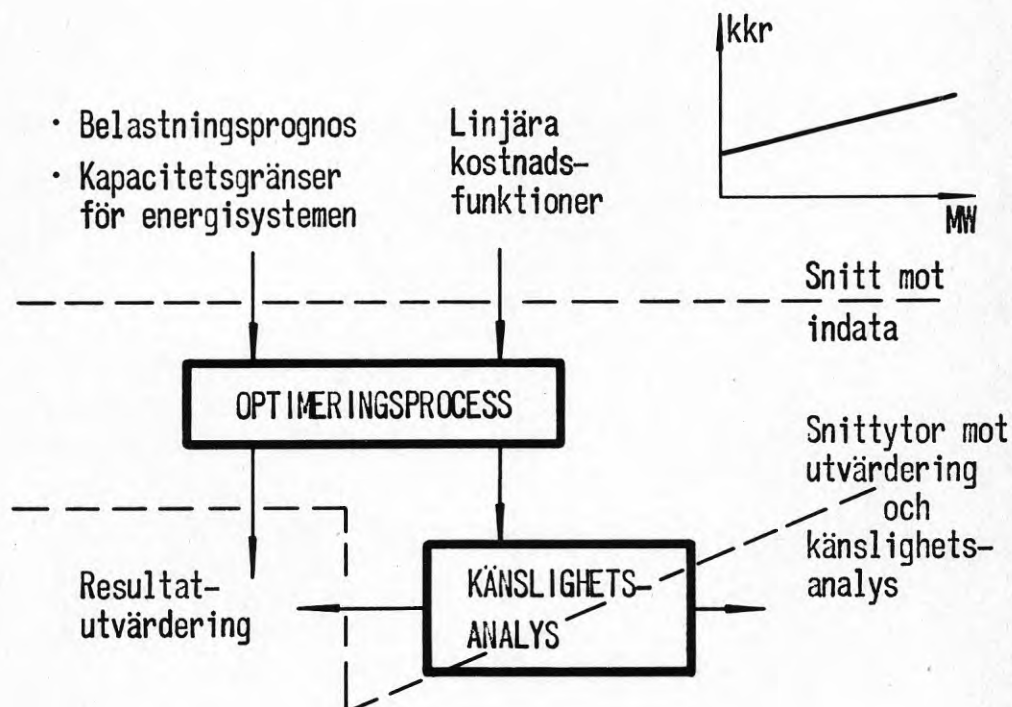 kkr
MW
· Belastningsprognos
· Kapacitetsgränser
för energisystemen
Linjära
kostnads-
funktioner
Snitt mot
indata
OPTIMERINGSPROCESS
Snittytor mot
utvärdering
och
känslighets-
analys
Resultat-
utvärdering
KÄNSLIGHETS-
ANALYS